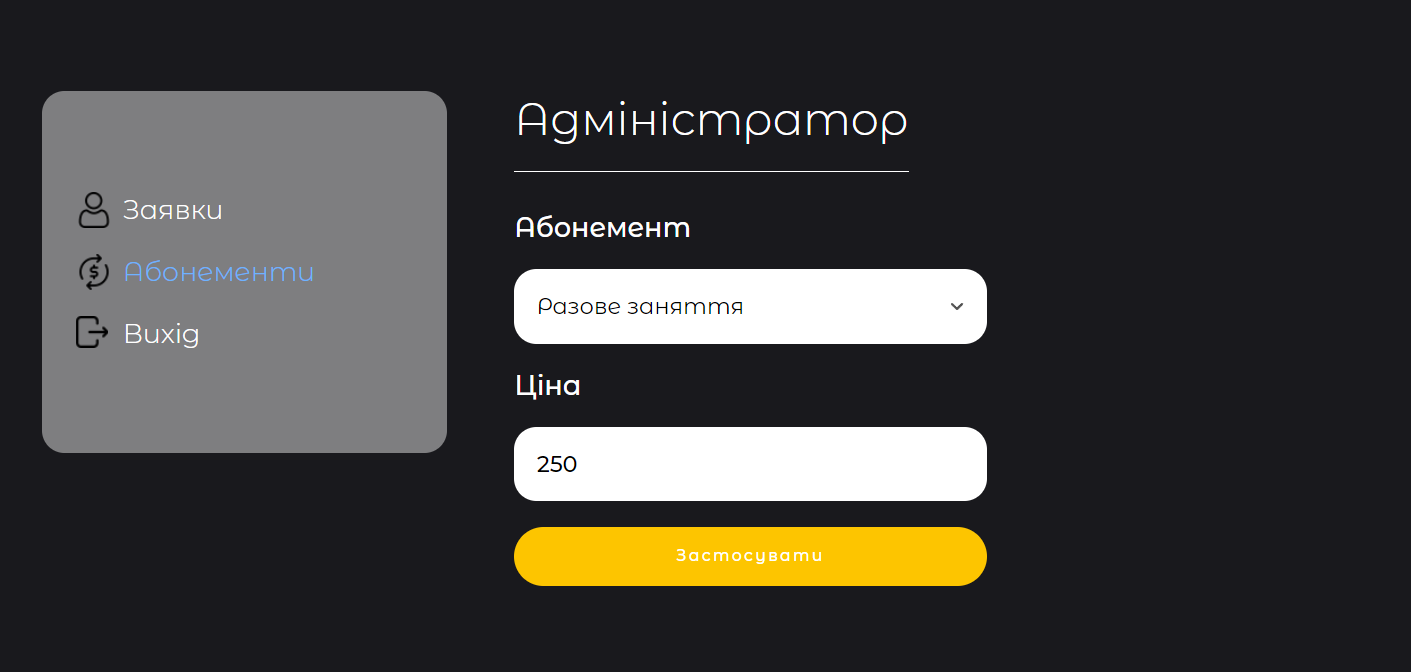 Заявки
Абонементи
Вихід
Адміністратор
Абонемент
Разове заняття
Ціна
250
Застосувати